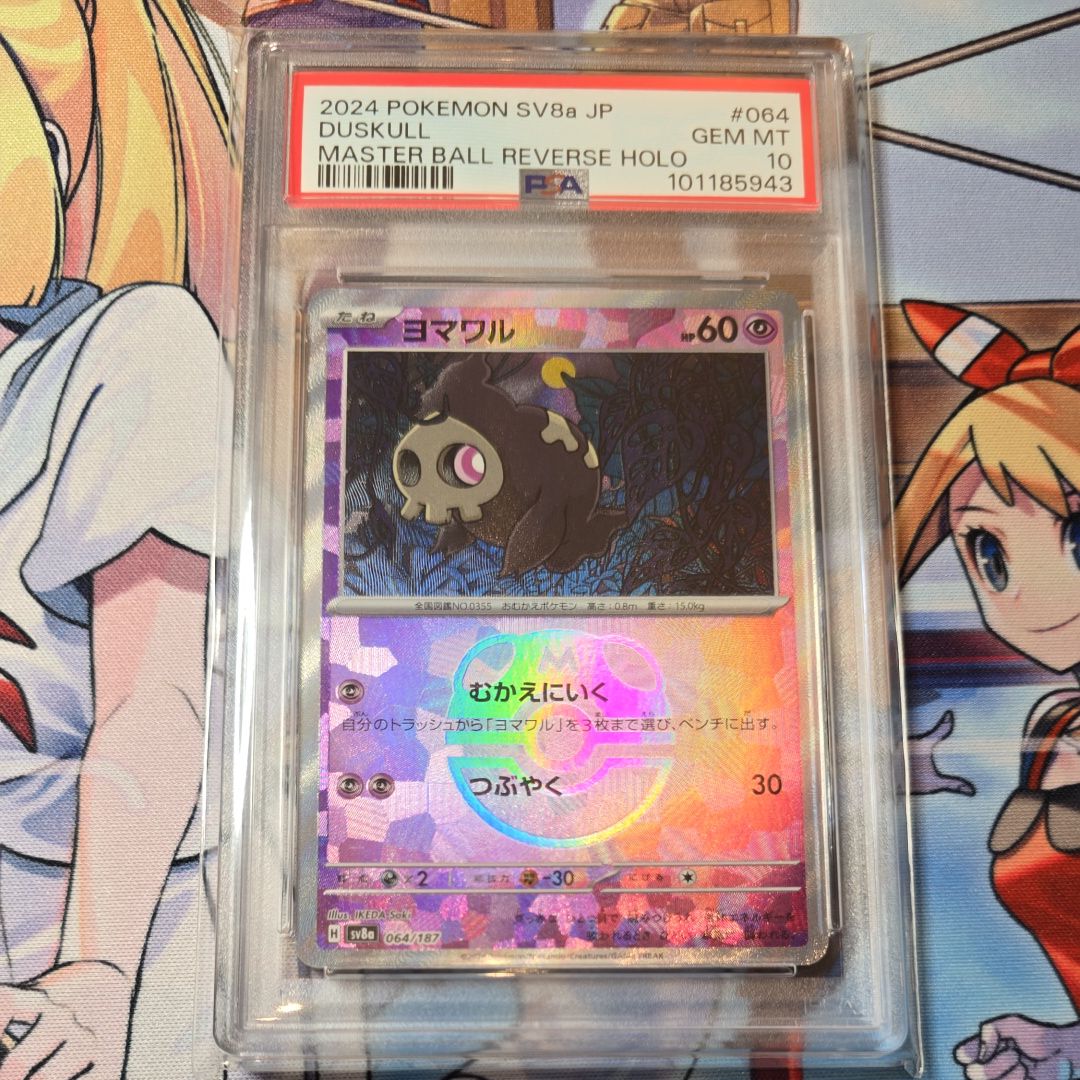 2024 POKEMON SV8a JP #064
DUSKULL GEM MT
MASTER BALL REVERSE HOLO 10
PSA 101185943
たね ヨマワル HP60
全国図鑑NO.0355 おむかえポケモン 高さ:0.8m 重さ:15.0kg
M
むかえにいく
自分のトラッシュから「ヨマワル」を3枚まで選び、ベンチに出す。
つぶやく 30
×2 -30 にげる
Illus. IKEDA Saki
H sv8a 064/187